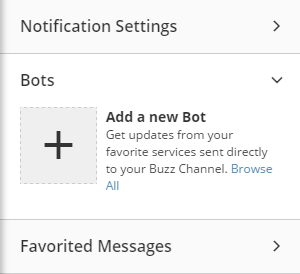 Notification Settings
Bots
Add a new Bot
Get updates from your
favorite services sent directly
to your Buzz Channel. Browse
All
Favorited Messages